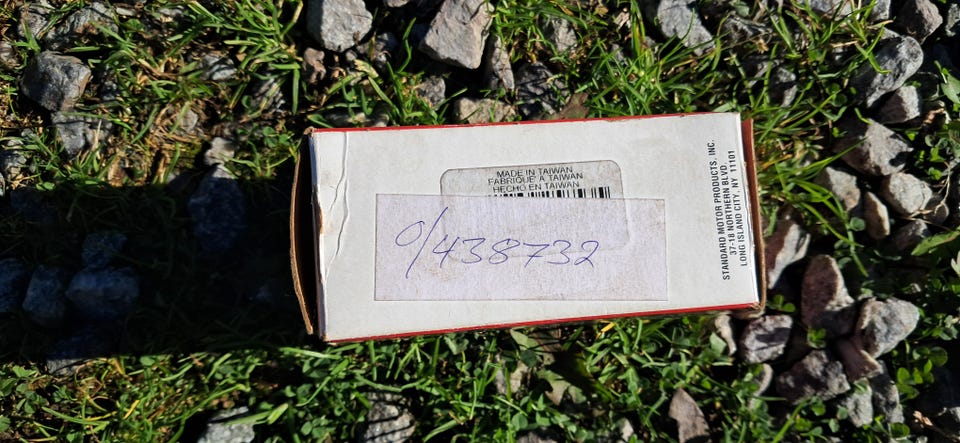 MADE IN TAIWAN
FABRIQUE A TAIWAN
HECHO EN TAIWAN
0/438732
STANDARD MOTOR PRODUCTS, INC.
37-18 NORTHERN BLVD.
LONG ISLAND CITY, NY 11101